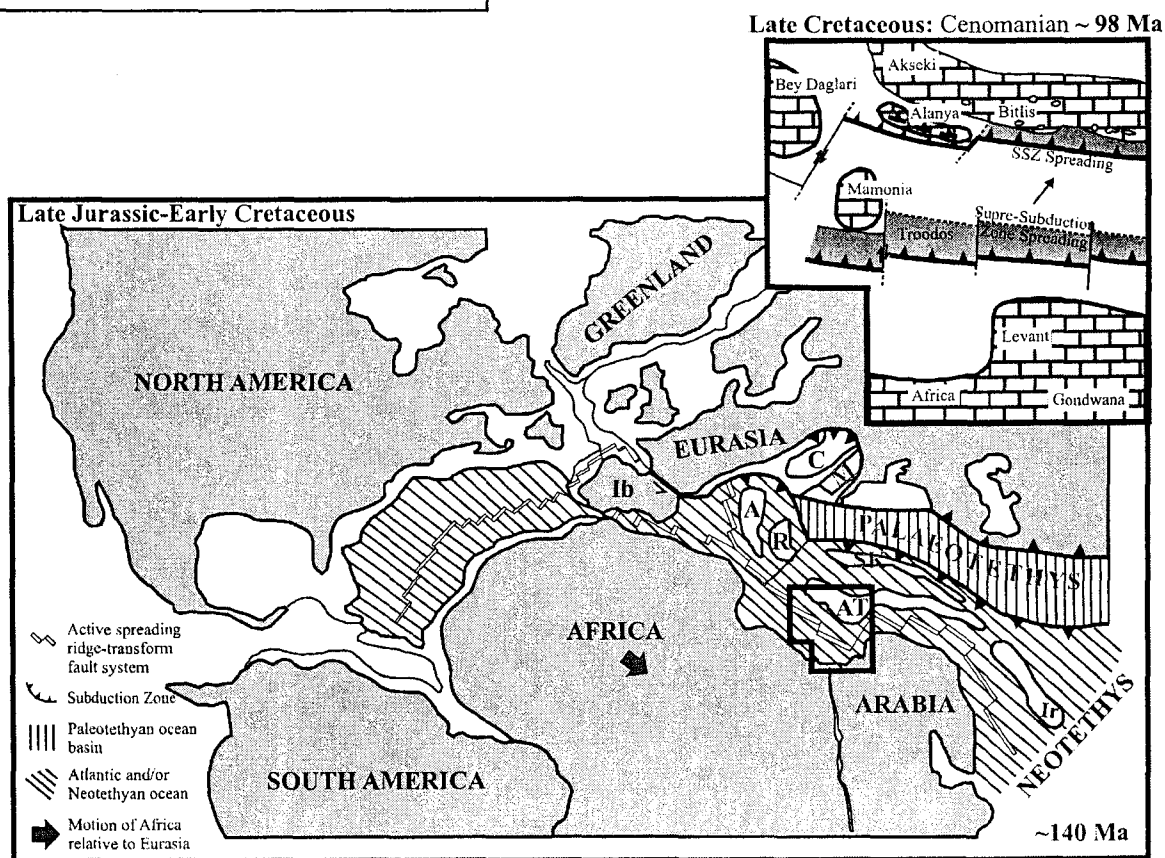 Late Cretaceous: Cenomanian ~ 98 Ma
Akseki
Bey Daglari
Alanya
Bitlis
SSZ Spreading
Mamonia
Supre-Subduction
Zone Spreading
Troodos
Levant
Africa
Gondwana
Late Jurassic-Early Cretaceous
GREENLAND
NORTH AMERICA
EURASIA
C
Ib
A
R
PALAEOTETHYS
AT
AFRICA
ARABIA
Ir
NEOTETHYS
SOUTH AMERICA
~140 Ma
Active spreading
ridge-transform
fault system
Subduction Zone
Paleotethyan ocean
basin
Atlantic and/or
Neotethyan ocean
Motion of Africa
relative to Eurasia